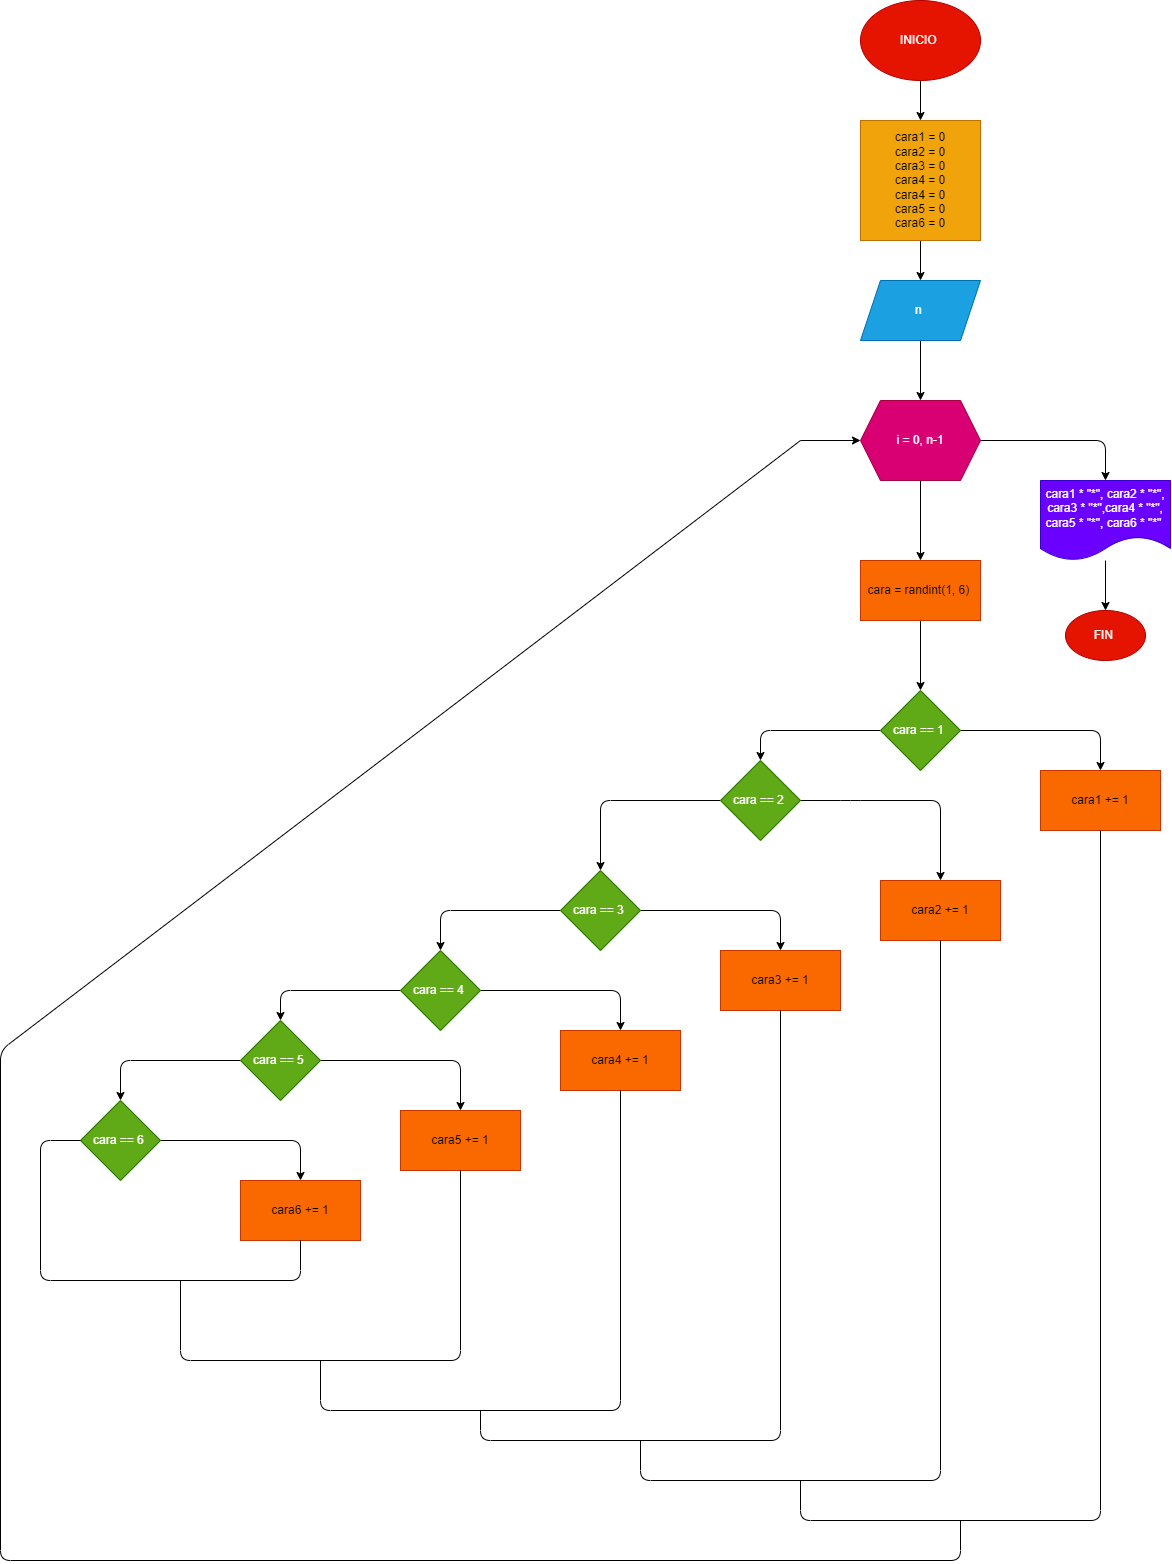 INICIO
cara1 = 0
cara2 = 0
cara3 = 0
cara4 = 0
cara4 = 0
cara5 = 0
cara6 = 0
n
i = 0, n-1
cara1 * "*", cara2 * "*",
cara3 * "*",cara4 * "*",
cara5 * "*", cara6 * "*"
cara = randint(1, 6)
FIN
cara == 1
cara == 2
cara1 += 1
cara == 3
cara2 += 1
cara == 4
cara3 += 1
cara == 5
cara4 += 1
cara == 6
cara5 += 1
cara6 += 1